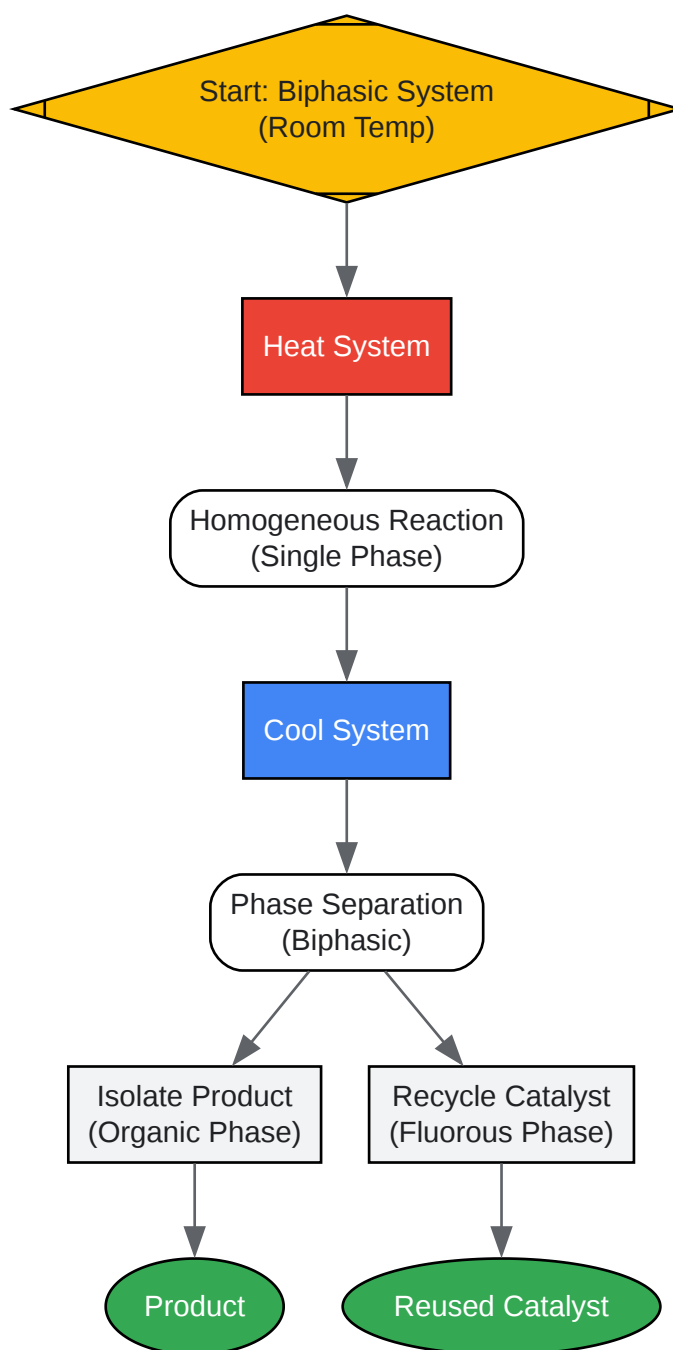 Start: Biphasic System
(Room Temp)
Heat System
Homogeneous Reaction
(Single Phase)
Cool System
Phase Separation
(Biphasic)
Isolate Product
(Organic Phase)
Recycle Catalyst
(Fluorous Phase)
Product
Reused Catalyst